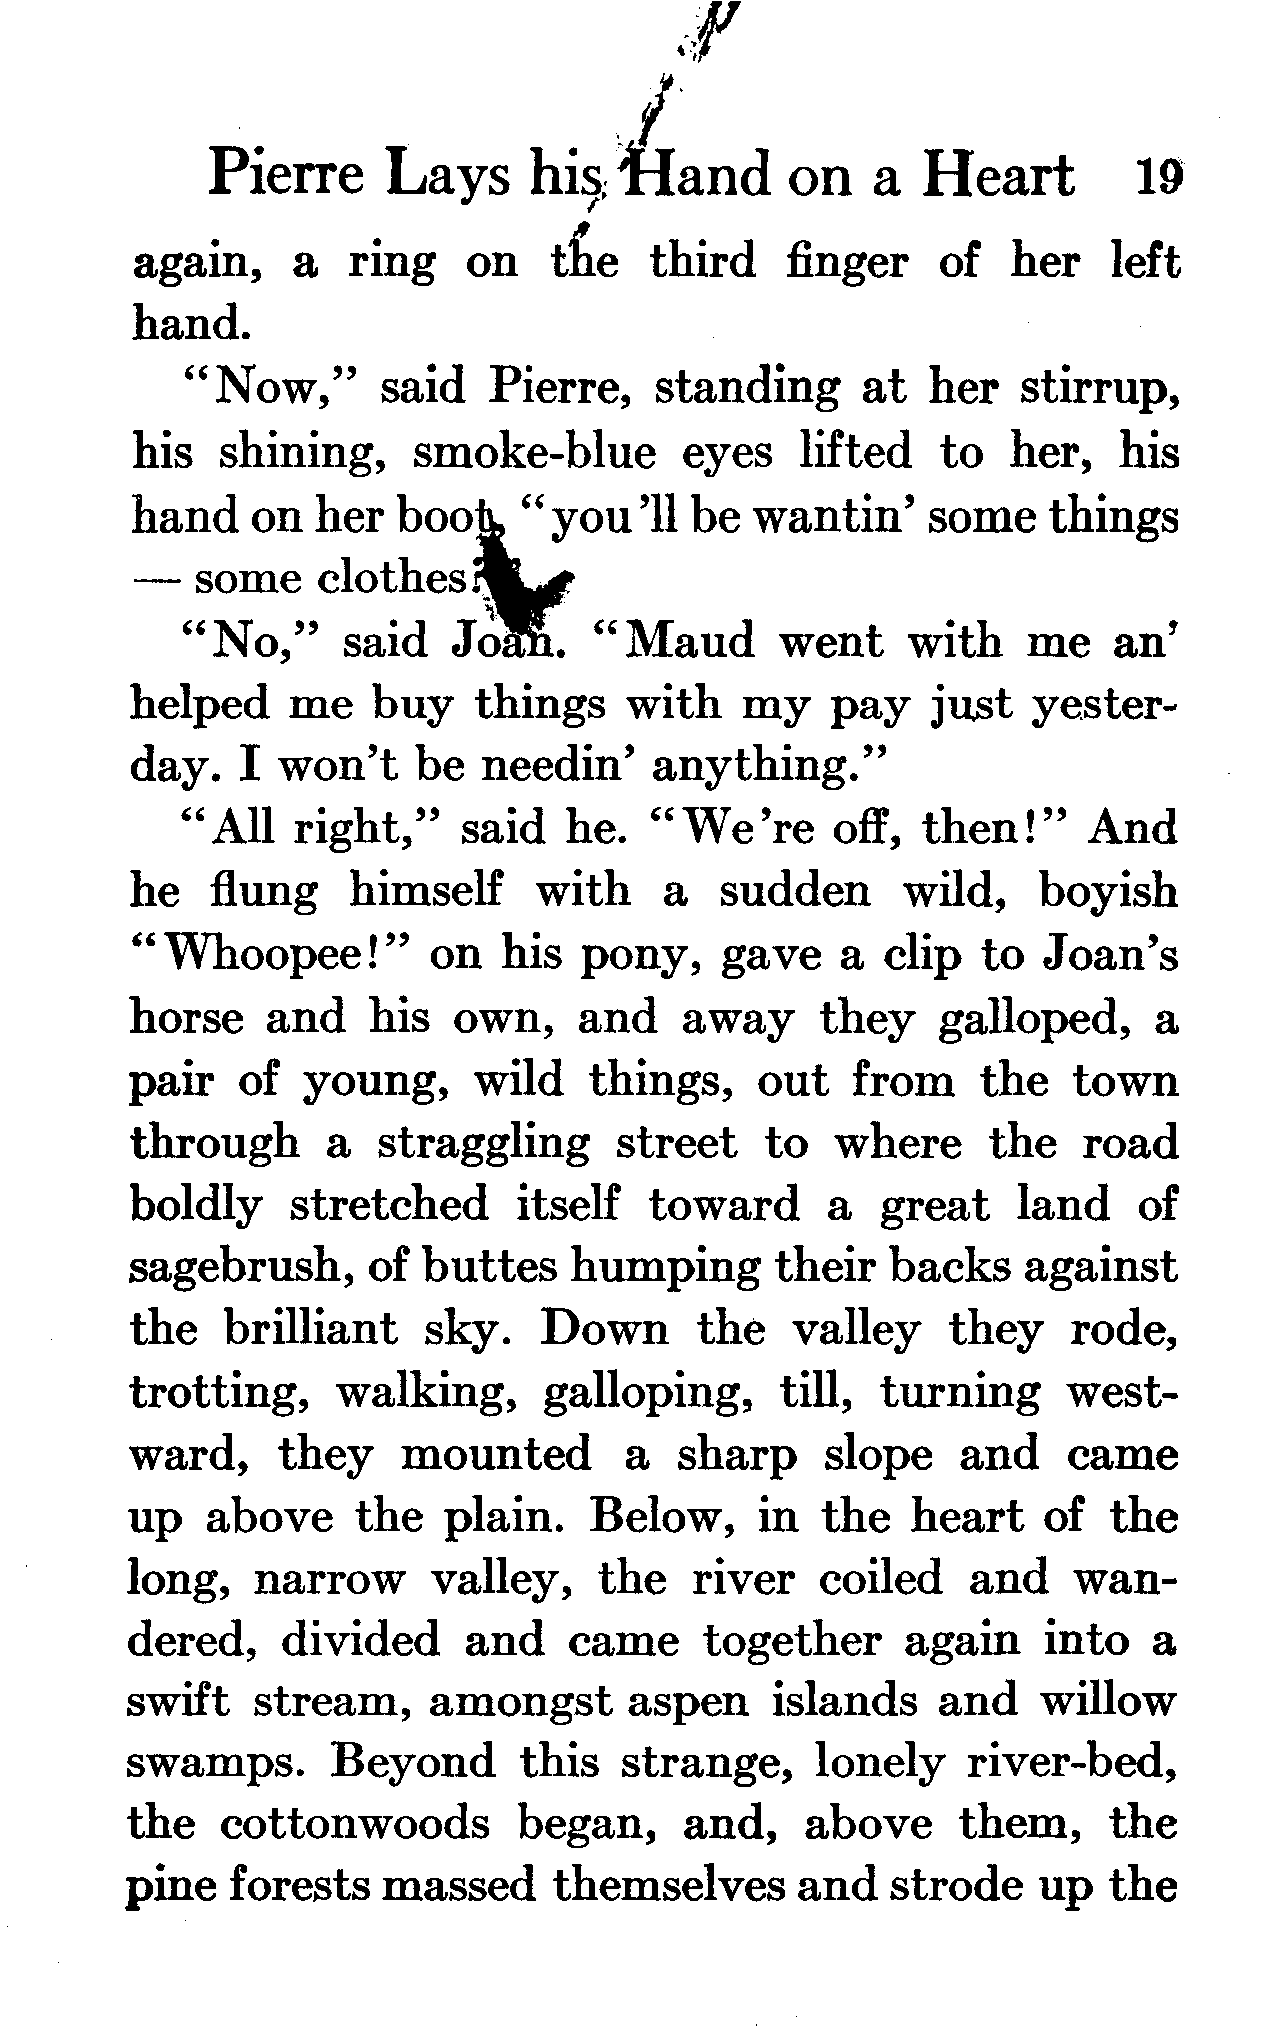 Pierre Lays his Hand on a Heart 19
again, a ring on the third finger of her left
hand.
"Now," said Pierre, standing at her stirrup,
his shining, smoke-blue eyes lifted to her, his
hand on her boot, "you'll be wantin' some things
— some clothes?"
"No," said Joan. "Maud went with me an'
helped me buy things with my pay just yester-
day. I won't be needin' anything."
"All right," said he. "We're off, then!" And
he flung himself with a sudden wild, boyish
"Whoopee!" on his pony, gave a clip to Joan's
horse and his own, and away they galloped, a
pair of young, wild things, out from the town
through a straggling street to where the road
boldly stretched itself toward a great land of
sagebrush, of buttes humping their backs against
the brilliant sky. Down the valley they rode,
trotting, walking, galloping, till, turning west-
ward, they mounted a sharp slope and came
up above the plain. Below, in the heart of the
long, narrow valley, the river coiled and wan-
dered, divided and came together again into a
swift stream, amongst aspen islands and willow
swamps. Beyond this strange, lonely river-bed,
the cottonwoods began, and, above them, the
pine forests massed themselves and strode up the